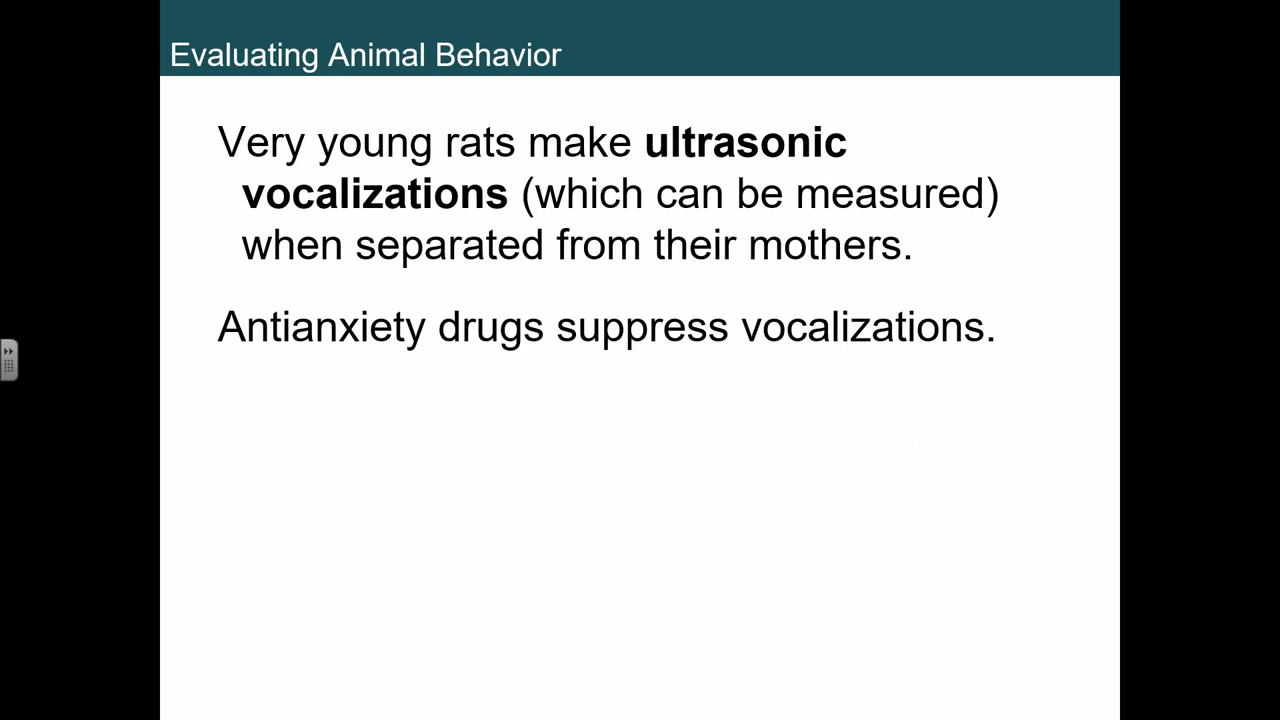 Evaluating Animal Behavior
Very young rats make ultrasonic
vocalizations (which can be measured)
when separated from their mothers.
Antianxiety drugs suppress vocalizations.